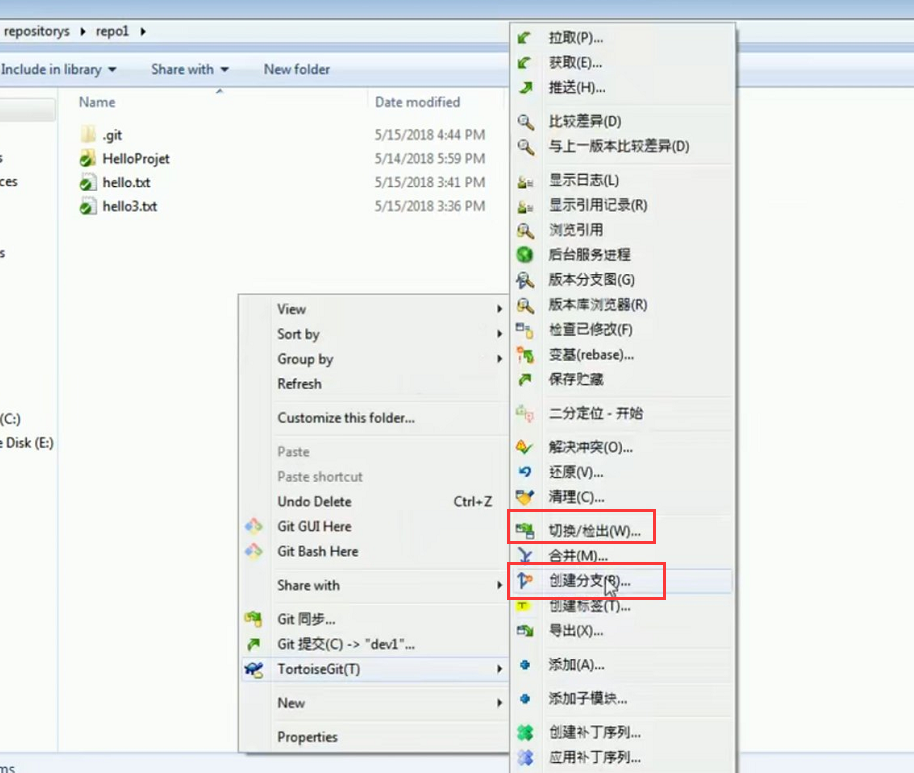 repositorys repo1
Include in library Share with New folder
Name Date modified
.git 5/15/2018 4:44 PM
HelloProjet 5/14/2018 5:59 PM
hello.txt 5/15/2018 3:41 PM
hello3.txt 5/15/2018 3:36 PM
s
ces
s
(C:)
e Disk (E:)
ms
View
Sort by
Group by
Refresh
Customize this folder...
Paste
Paste shortcut
Undo Delete Ctrl+Z
Git GUI Here
Git Bash Here
Share with
Git 同步...
Git 提交(C) -> "dev1"...
TortoiseGit(T)
New
Properties
拉取(P)...
获取(E)...
推送(H)...
比较差异(D)
与上一版本比较差异(D)
显示日志(L)
显示引用记录(R)
浏览引用
后台服务进程
版本分支图(G)
版本库浏览器(R)
检查已修改(F)
变基(rebase)...
保存贮藏
二分定位 - 开始
解决冲突(O)...
还原(V)...
清理(C)...
切换/检出(W)...
合并(M)...
创建分支(B)...
创建标签(T)...
导出(X)...
添加(A)...
添加子模块...
创建补丁序列...
应用补丁序列...